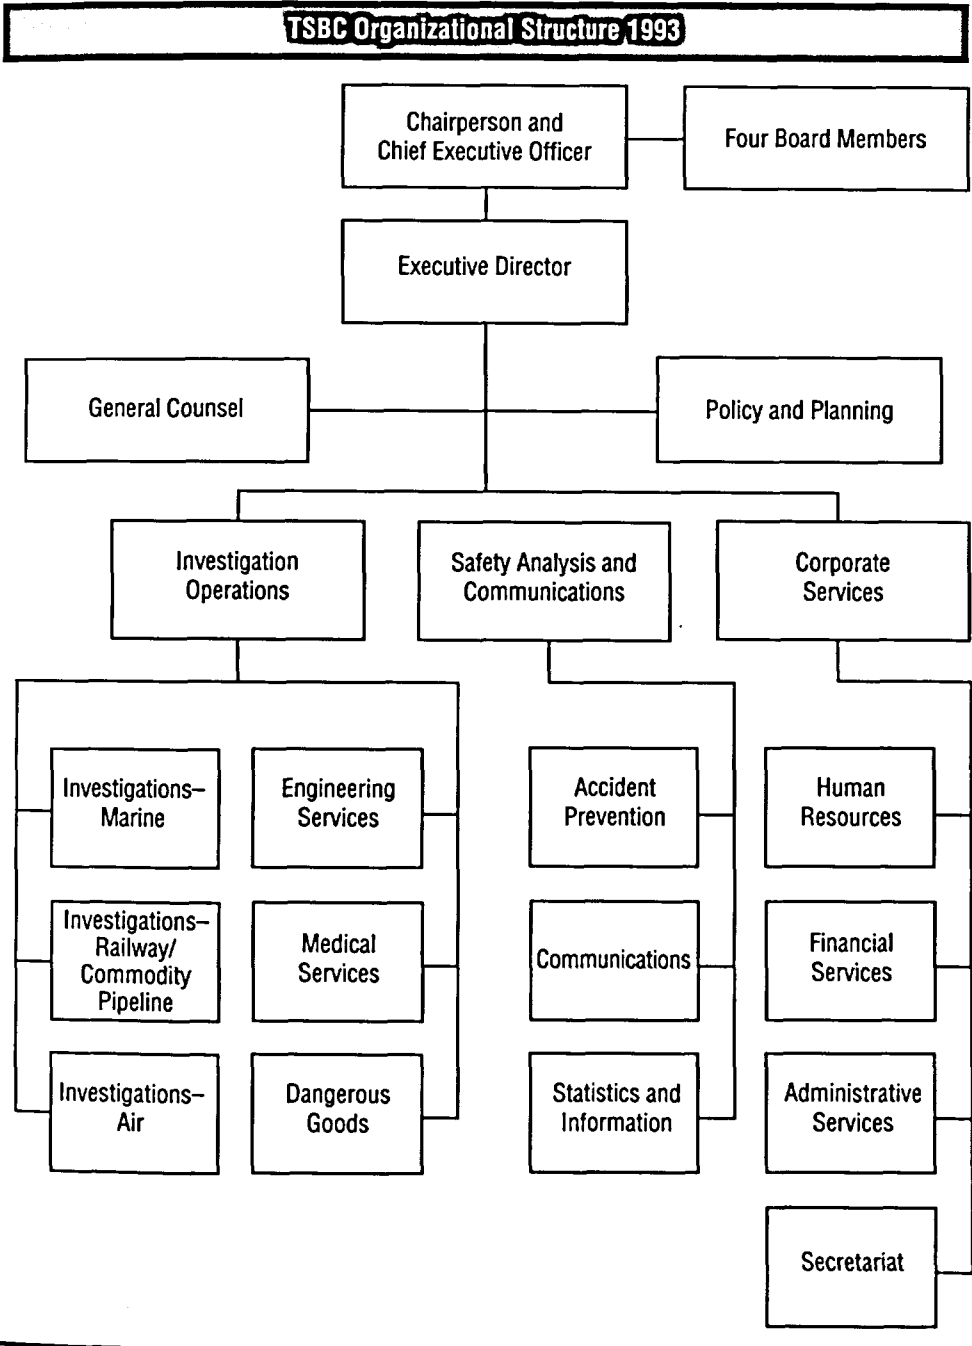 TSBC Organizational Structure 1993
Chairperson and
Chief Executive Officer
Four Board Members
Executive Director
General Counsel
Policy and Planning
Investigation
Operations
Safety Analysis and
Communications
Corporate
Services
Investigations–
Marine
Engineering
Services
Accident
Prevention
Human
Resources
Investigations–
Railway/
Commodity
Pipeline
Medical
Services
Communications
Financial
Services
Investigations–
Air
Dangerous
Goods
Statistics and
Information
Administrative
Services
Secretariat